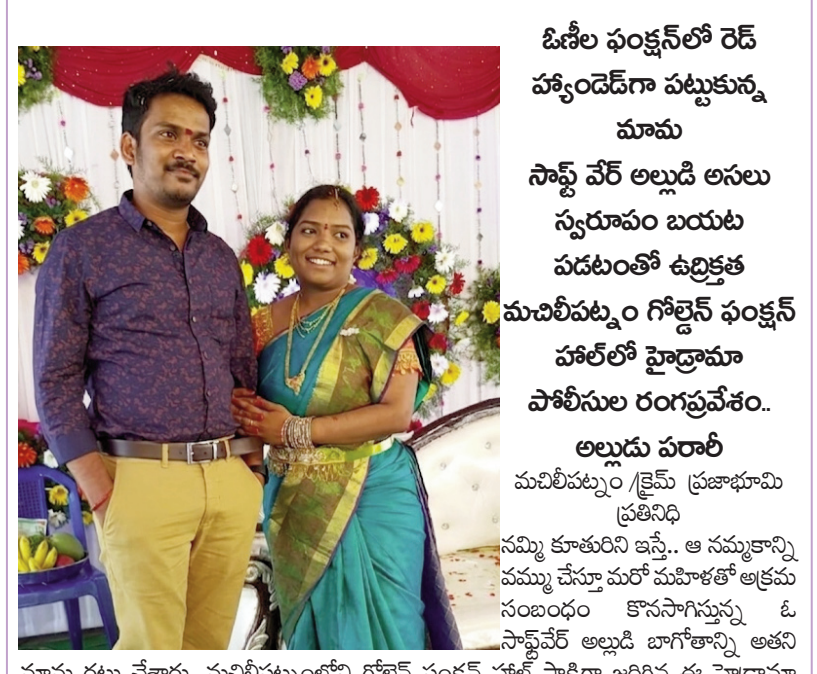 ఓణీల ఫంక్షన్‌లో రెడ్
హ్యాండెడ్‌గా పట్టుకున్న
మామ
సాఫ్ట్ వేర్ అల్లుడి అసలు
స్వరూపం బయట
పడటంతో ఉద్రిక్తత
మచిలీపట్నం గోల్డెన్ ఫంక్షన్
హాల్‌లో హైడ్రామా
పోలీసుల రంగప్రవేశం..
అల్లుడు పరారీ
మచిలీపట్నం /క్రైమ్ ప్రజాభూమి
ప్రతినిధి
నమ్మి కూతురిని ఇస్తే.. ఆ నమ్మకాన్ని
వమ్ము చేస్తూ మరో మహిళతో అక్రమ
సంబంధం కొనసాగిస్తున్న ఓ
సాఫ్ట్‌వేర్ అల్లుడి బాగోతాన్ని అతని